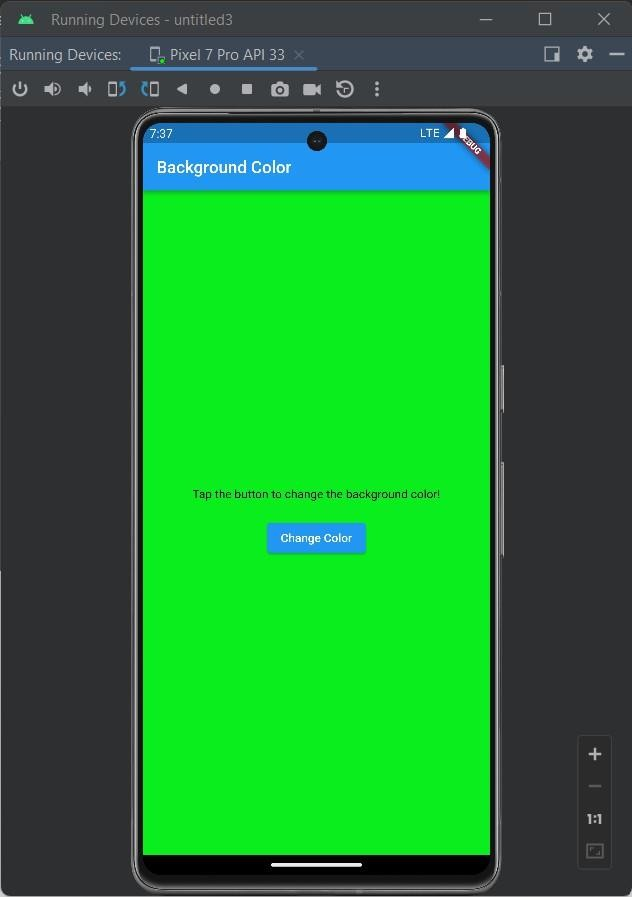 Running Devices - untitled3
Running Devices: Pixel 7 Pro API 33
7:37 LTE
DEBUG
Background Color
Tap the button to change the background color!
Change Color
1:1